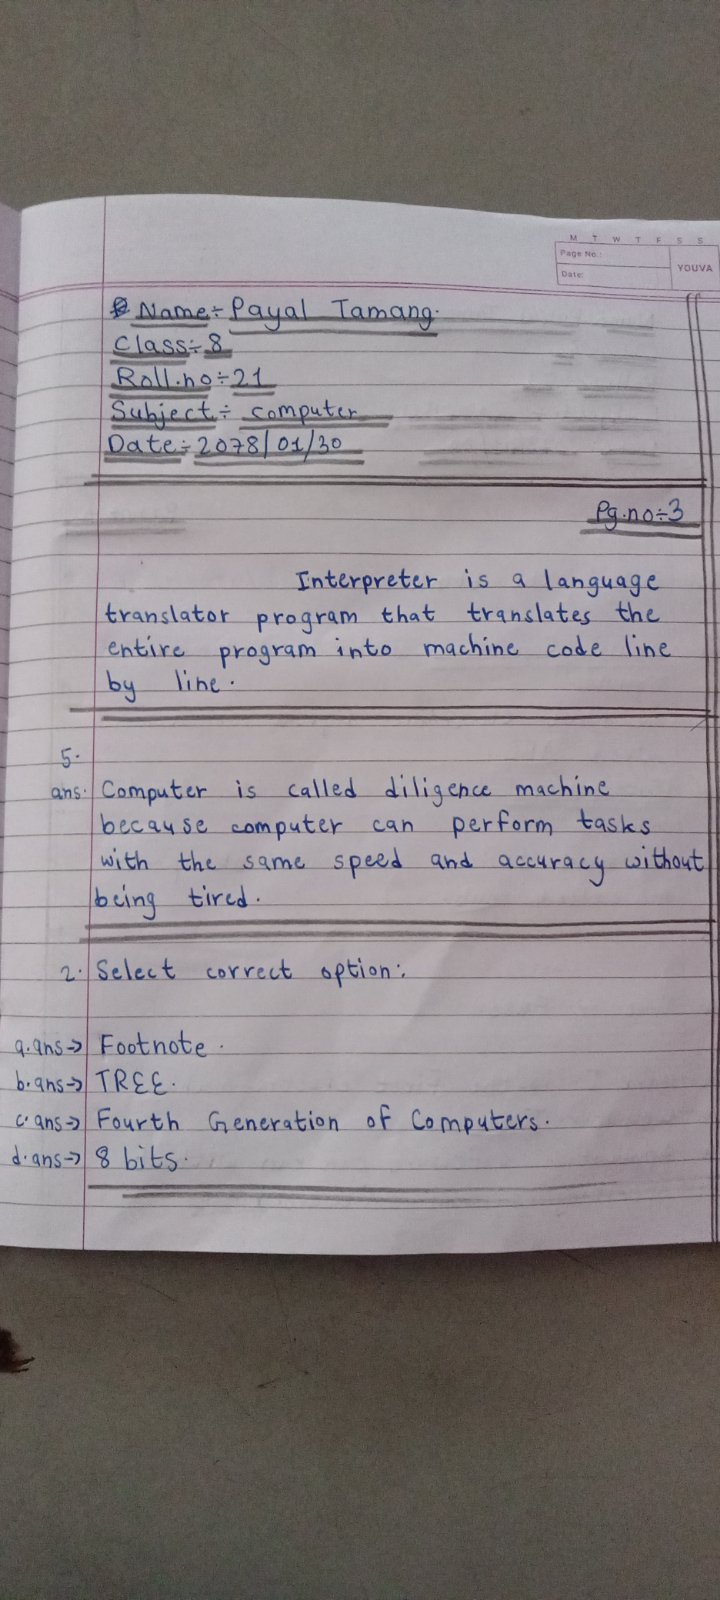 M T W T F S S
Page No.:
YOUVA
Date:
Name÷ Payal Tamang.
Class÷ 8
Roll.no÷ 21
Subject÷ computer
Date÷ 2078/01/30
Pg.no÷3
Interpreter is a language
translator program that translates the
entire program into machine code line
by line.
5.
ans. Computer is called diligence machine
because computer can perform tasks
with the same speed and accuracy without
being tired.
2. Select correct option:
a.ans→ Footnote.
b.ans→ TREE.
c.ans→ Fourth Generation of Computers.
d.ans→ 8 bits.